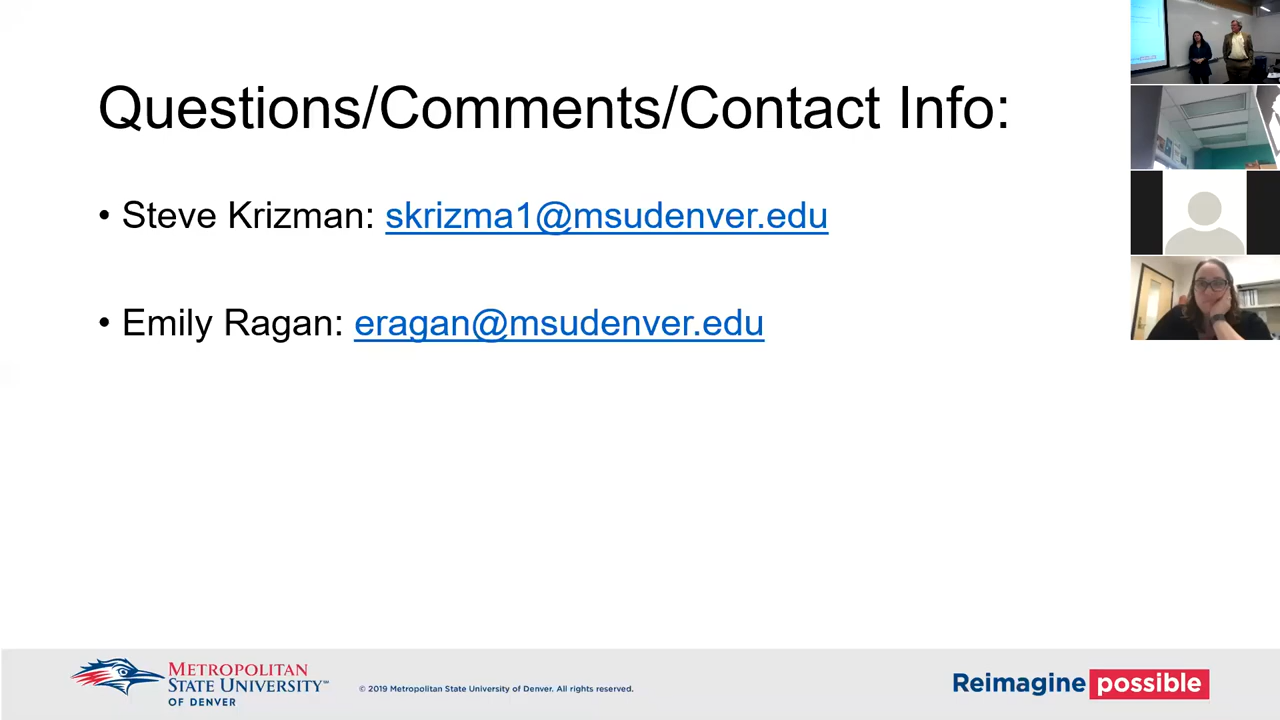 Questions/Comments/Contact Info:
• Steve Krizman: skrizma1@msudenver.edu
• Emily Ragan: eragan@msudenver.edu
METROPOLITAN
STATE UNIVERSITY™
OF DENVER
© 2019 Metropolitan State University of Denver. All rights reserved.
Reimagine possible